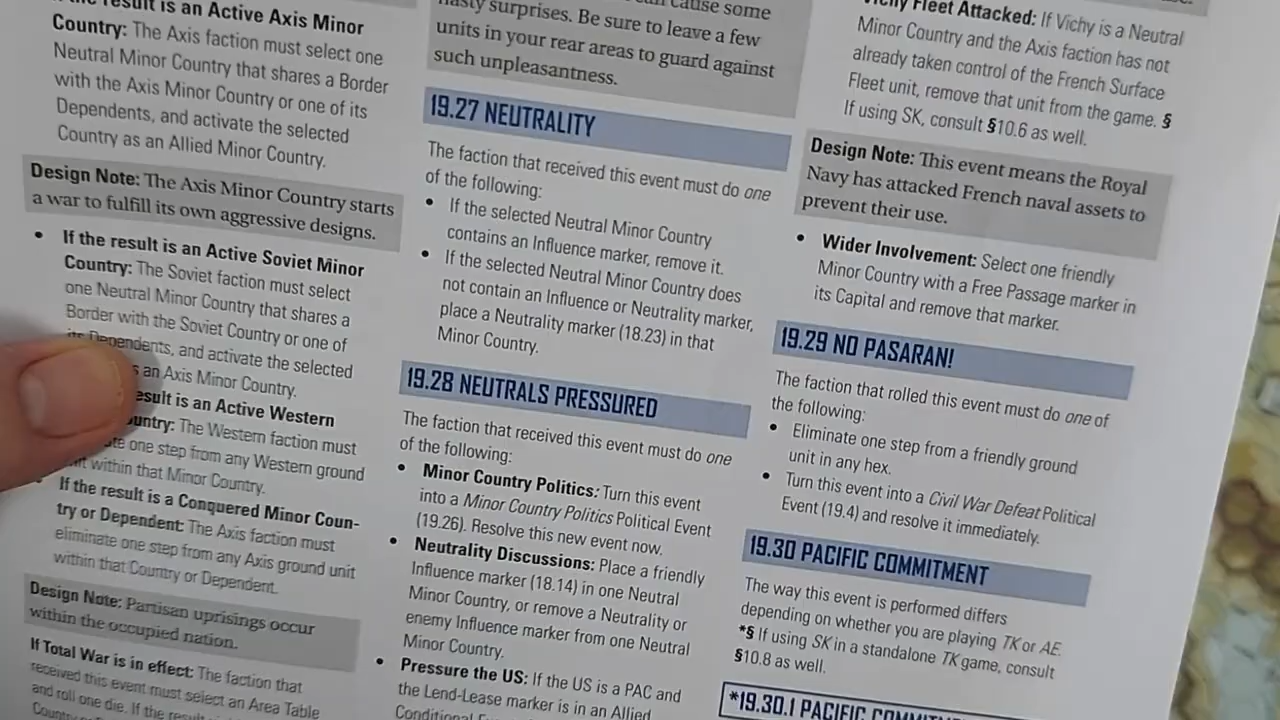 result is an Active Axis Minor
Country: The Axis faction must select one
Neutral Minor Country that shares a Border
with the Axis Minor Country or one of its
Dependents, and activate the selected
Country as an Allied Minor Country.
Design Note: The Axis Minor Country starts
a war to fulfill its own aggressive designs.
• If the result is an Active Soviet Minor
Country: The Soviet faction must select
one Neutral Minor Country that shares a
Border with the Soviet Country or one of
its Dependents, and activate the selected
an Axis Minor Country.
result is an Active Western
The Western faction must
one step from any Western ground
within that Minor Country.
• If the result is a Conquered Minor Coun-
try or Dependent: The Axis faction must
eliminate one step from any Axis ground unit
within that Country or Dependent.
Design Note: Partisan uprisings occur
within the occupied nation.
If Total War is in effect: The faction that
received this event must select an Area Table
and roll one die. If the result
cause some
nasty surprises. Be sure to leave a few
units in your rear areas to guard against
such unpleasantness.
19.27 NEUTRALITY
The faction that received this event must do one
of the following:
• If the selected Neutral Minor Country
contains an Influence marker, remove it.
• If the selected Neutral Minor Country does
not contain an Influence or Neutrality marker,
place a Neutrality marker (18.23) in that
Minor Country.
19.28 NEUTRALS PRESSURED
The faction that received this event must do one
of the following:
• Minor Country Politics: Turn this event
into a Minor Country Politics Political Event
(19.26). Resolve this new event now.
• Neutrality Discussions: Place a friendly
Influence marker (18.14) in one Neutral
Minor Country, or remove a Neutrality or
enemy Influence marker from one Neutral
Minor Country.
• Pressure the US: If the US is a PAC and
the Lend-Lease marker is in an Allied
Vichy Fleet Attacked: If Vichy is a Neutral
Minor Country and the Axis faction has not
already taken control of the French Surface
Fleet unit, remove that unit from the game. §
If using SK, consult §10.6 as well.
Design Note: This event means the Royal
Navy has attacked French naval assets to
prevent their use.
• Wider Involvement: Select one friendly
Minor Country with a Free Passage marker in
its Capital and remove that marker.
19.29 NO PASARAN!
The faction that rolled this event must do one of
the following:
• Eliminate one step from a friendly ground
unit in any hex.
• Turn this event into a Civil War Defeat Political
Event (19.4) and resolve it immediately.
19.30 PACIFIC COMMITMENT
The way this event is performed differs
depending on whether you are playing TK or AE.
*§ If using SK in a standalone TK game, consult
§10.8 as well.
*19.30.1 PACIFIC